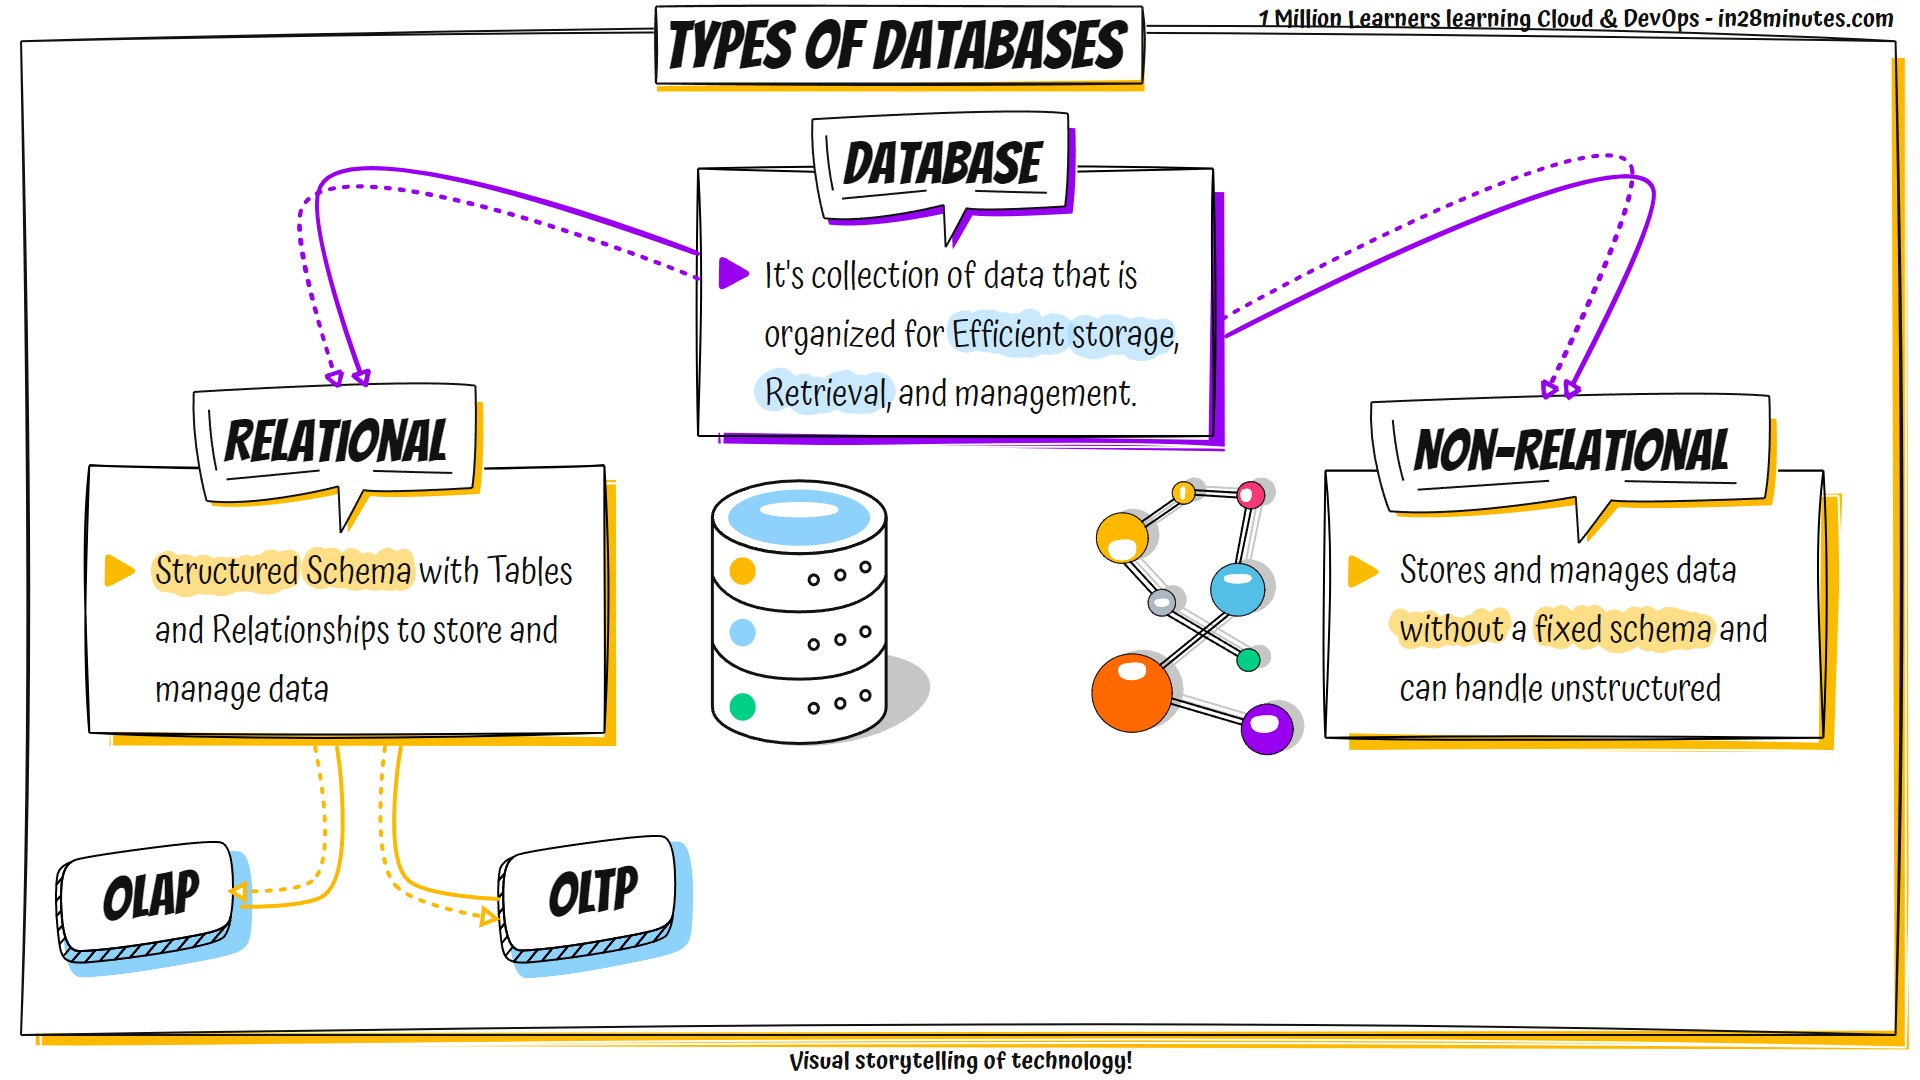 1 Million Learners learning Cloud & DevOps - in28minutes.com
TYPES OF DATABASES
DATABASE
It's collection of data that is
organized for Efficient storage,
Retrieval, and management.
RELATIONAL
Structured Schema with Tables
and Relationships to store and
manage data
NON-RELATIONAL
Stores and manages data
without a fixed schema and
can handle unstructured
OLAP
OLTP
Visual storytelling of technology!